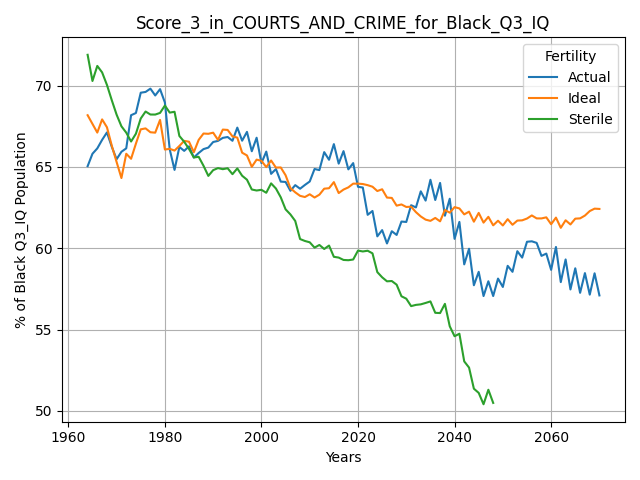 Score_3_in_COURTS_AND_CRIME_for_Black_Q3_IQ
Fertility
Actual
Ideal
Sterile
% of Black Q3_IQ Population
70
65
60
55
50
1960
1980
2000
2020
2040
2060
Years